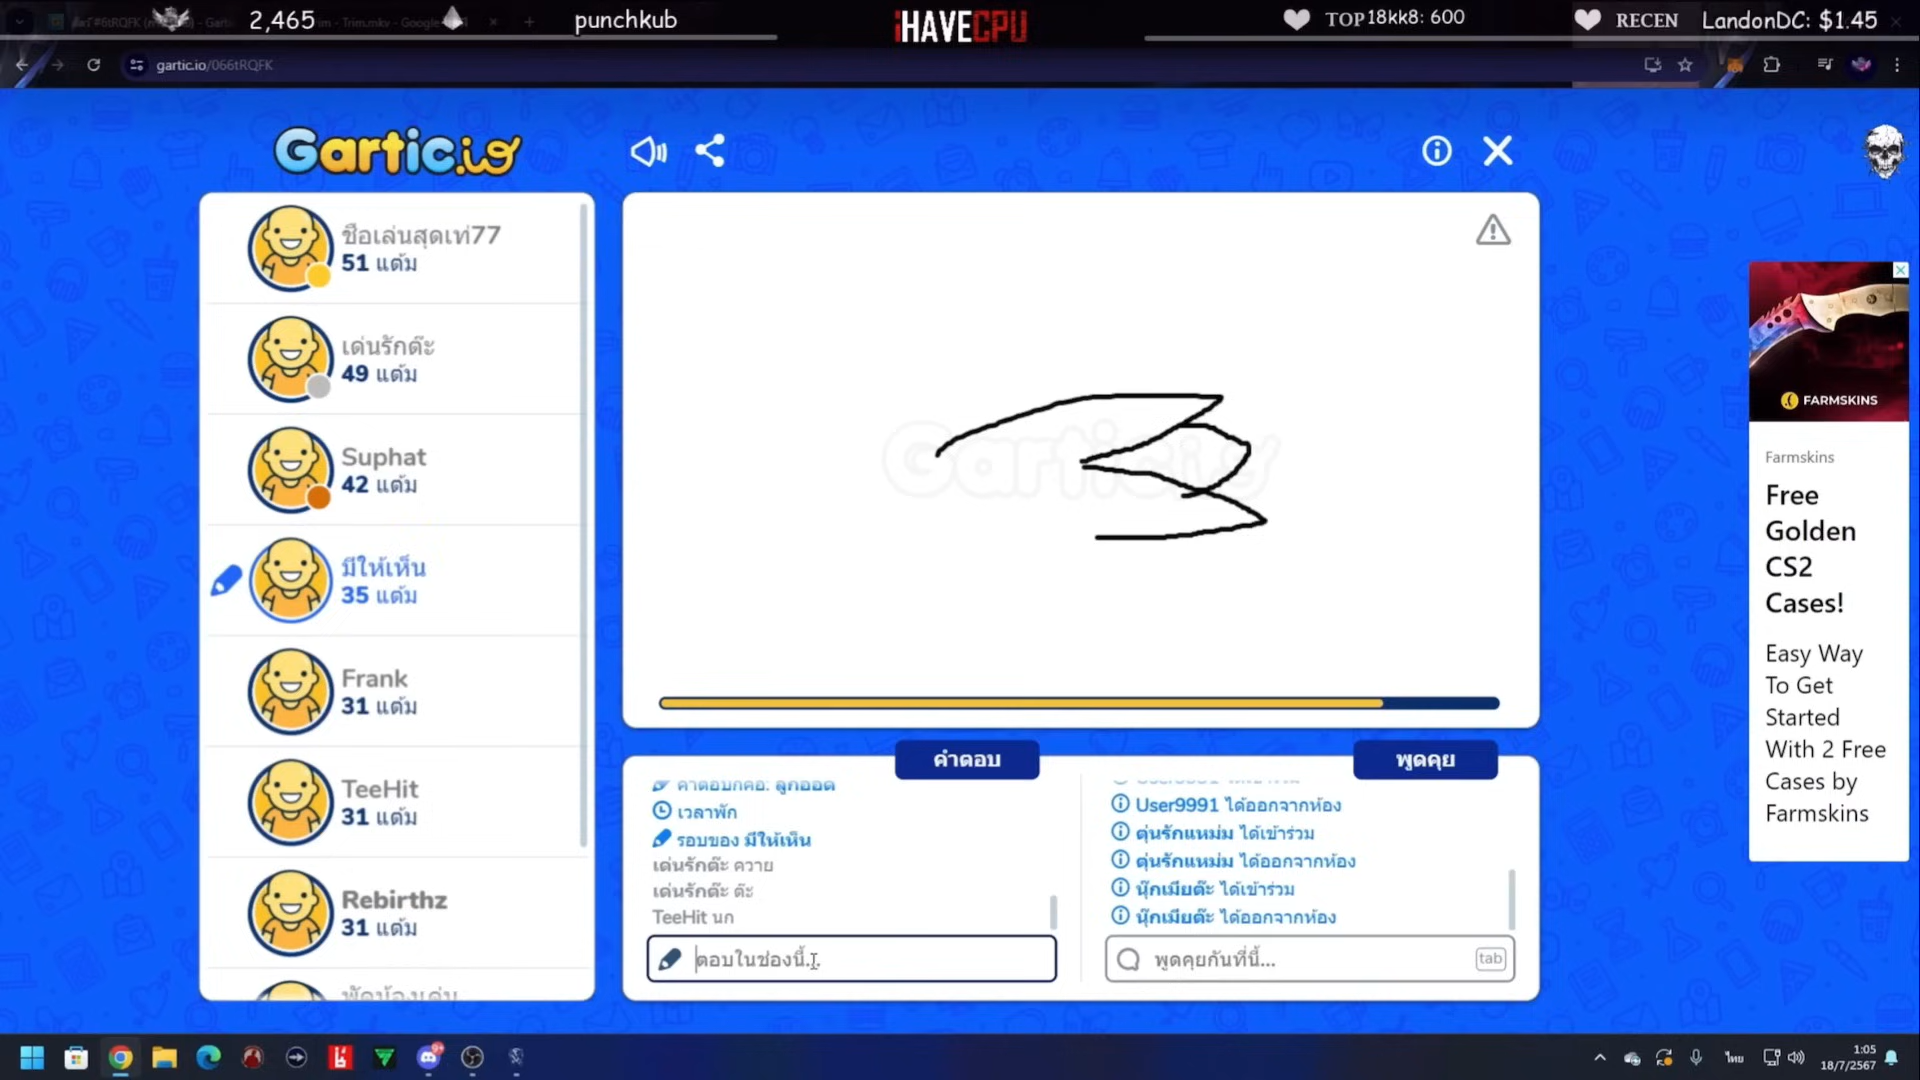 2,465
punchkub
iHAVECPU
TOP18kk8: 600
RECEN
LandonDC: $1.45
gartic.io/066tRQFK
Gartic.io
ชื่อเล่นสุดเท่77
51 แต้ม
เด่นรักต๊ะ
49 แต้ม
Suphat
42 แต้ม
มีให้เห็น
35 แต้ม
Frank
31 แต้ม
TeeHit
31 แต้ม
Rebirthz
31 แต้ม
Gartic.io
คำตอบ
คำตอบก็คือ: ลูกอ๊อด
เวลาพัก
รอบของ มีให้เห็น
เด่นรักต๊ะ ควาย
เด่นรักต๊ะ ต๊ะ
TeeHit นก
ตอบในช่องนี้..
พูดคุย
User9991 ได้ออกจากห้อง
ตุ่นรักแหม่ม ได้เข้าร่วม
ตุ่นรักแหม่ม ได้ออกจากห้อง
นุ๊กเมียต๊ะ ได้เข้าร่วม
นุ๊กเมียต๊ะ ได้ออกจากห้อง
พูดคุยกันที่นี้...
tab
FARMSKINS
Farmskins
Free
Golden
CS2
Cases!
Easy Way
To Get
Started
With 2 Free
Cases by
Farmskins
ไทย
1:05
18/7/2567